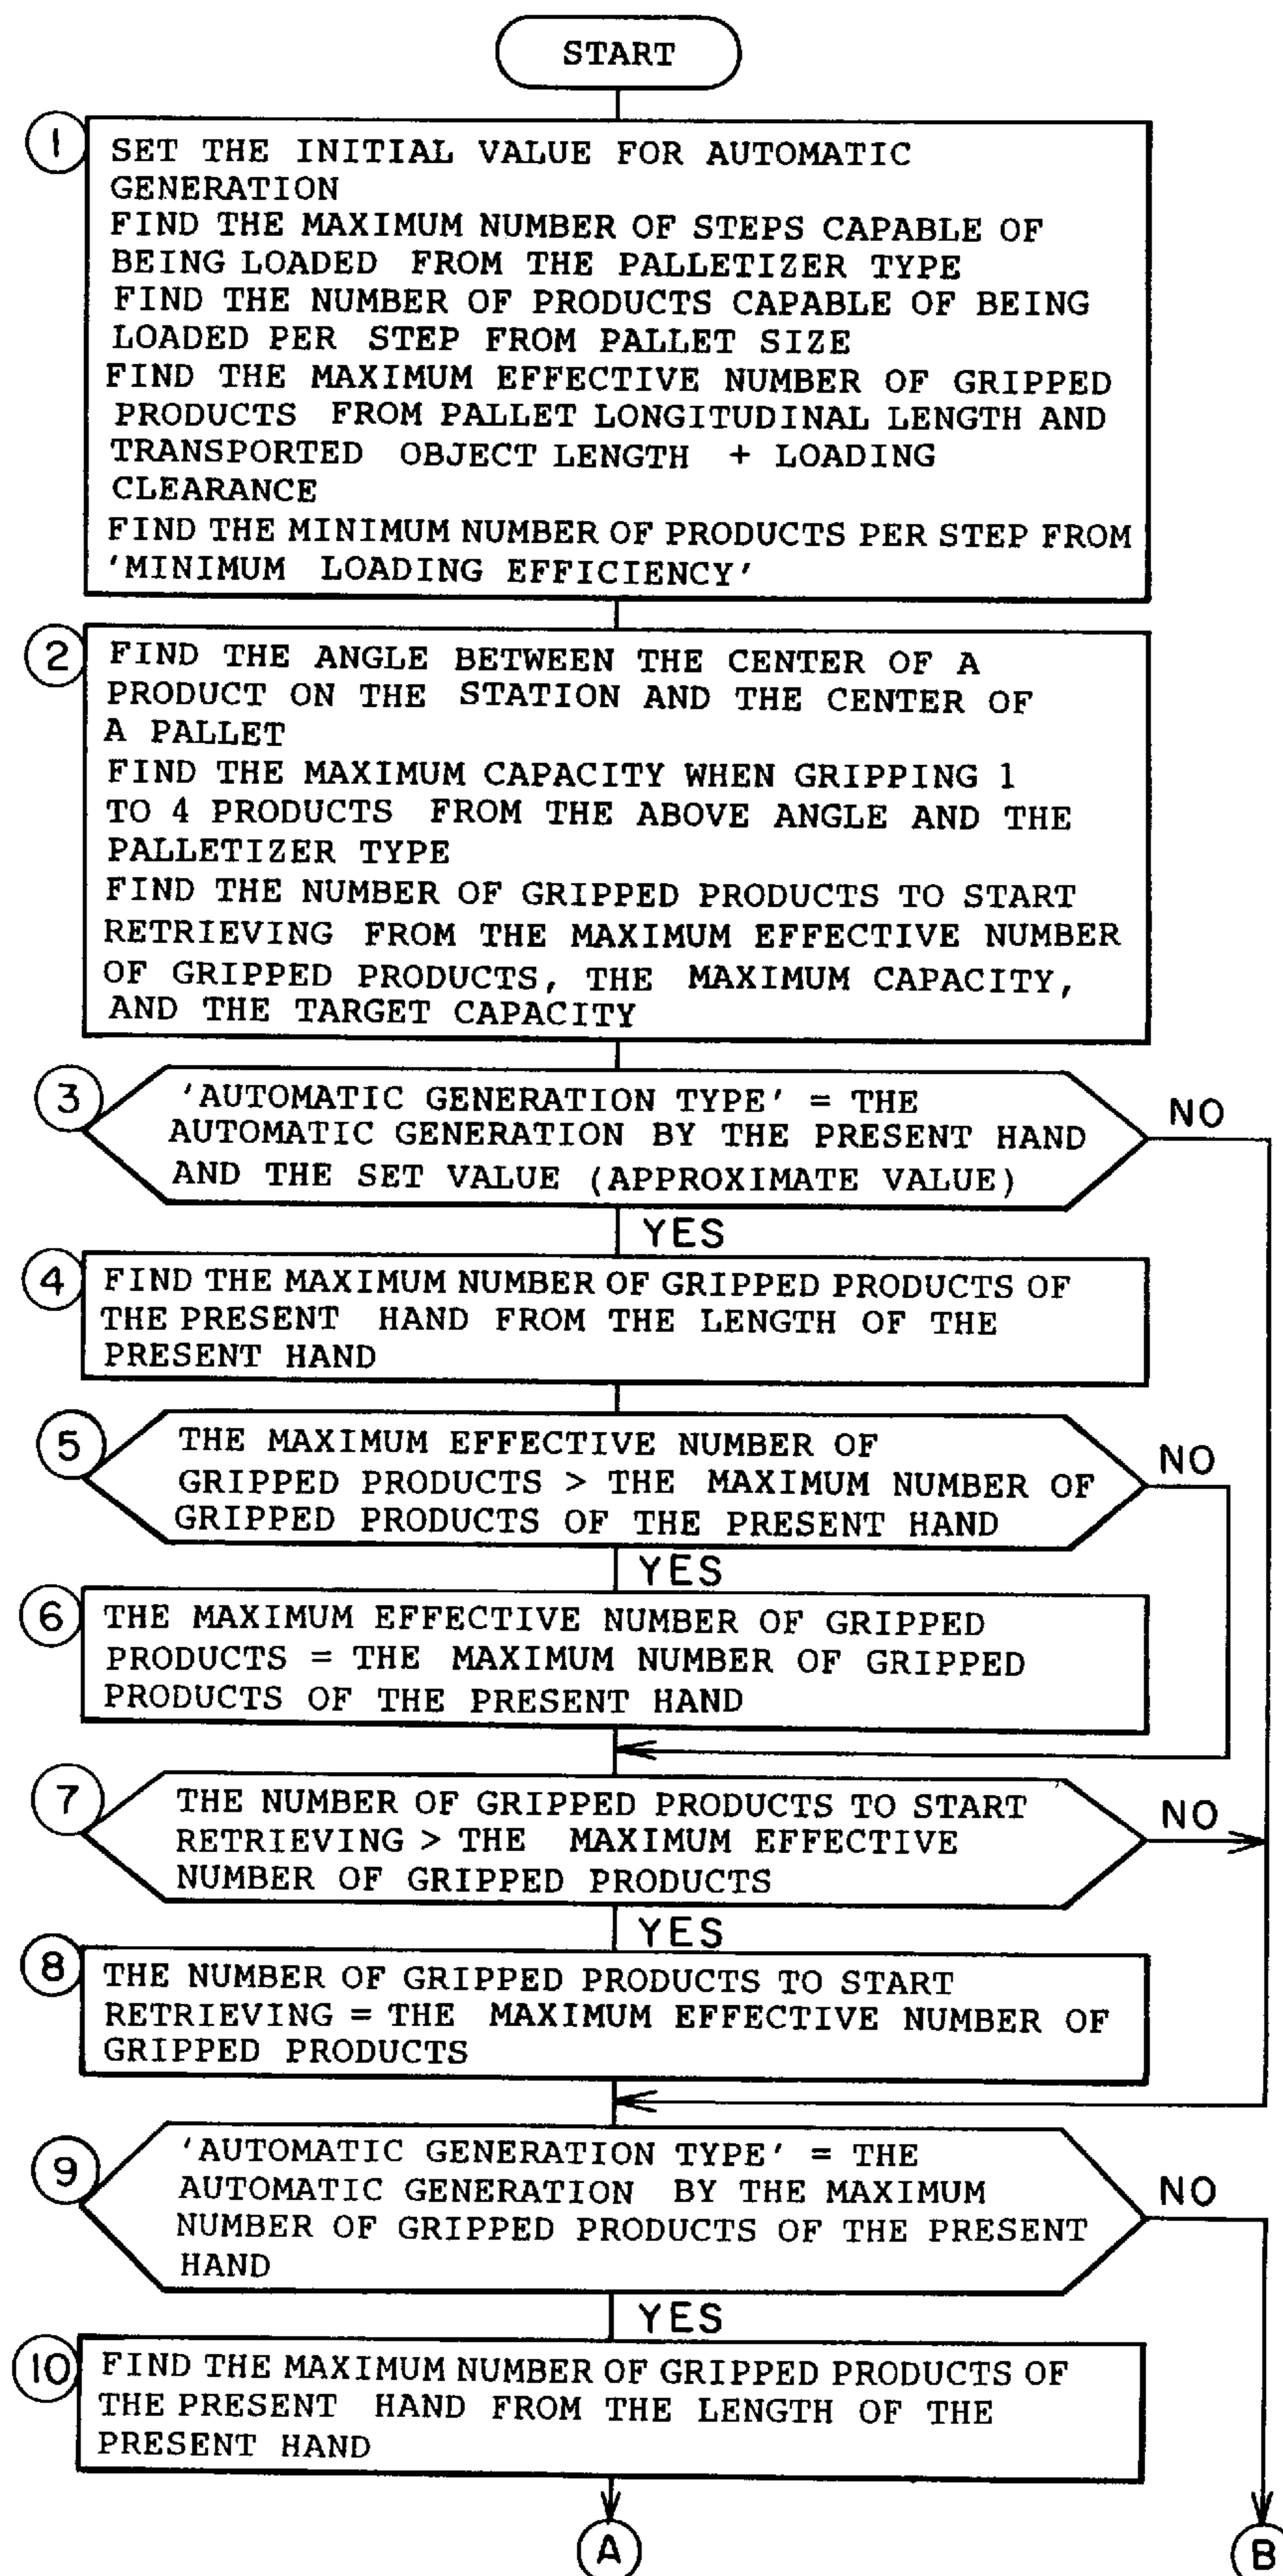 START
1
SET THE INITIAL VALUE FOR AUTOMATIC
GENERATION
FIND THE MAXIMUM NUMBER OF STEPS CAPABLE OF
BEING LOADED FROM THE PALLETIZER TYPE
FIND THE NUMBER OF PRODUCTS CAPABLE OF BEING
LOADED PER STEP FROM PALLET SIZE
FIND THE MAXIMUM EFFECTIVE NUMBER OF GRIPPED
PRODUCTS FROM PALLET LONGITUDINAL LENGTH AND
TRANSPORTED OBJECT LENGTH + LOADING
CLEARANCE
FIND THE MINIMUM NUMBER OF PRODUCTS PER STEP FROM
'MINIMUM LOADING EFFICIENCY'
2
FIND THE ANGLE BETWEEN THE CENTER OF A
PRODUCT ON THE STATION AND THE CENTER OF
A PALLET
FIND THE MAXIMUM CAPACITY WHEN GRIPPING 1
TO 4 PRODUCTS FROM THE ABOVE ANGLE AND THE
PALLETIZER TYPE
FIND THE NUMBER OF GRIPPED PRODUCTS TO START
RETRIEVING FROM THE MAXIMUM EFFECTIVE NUMBER
OF GRIPPED PRODUCTS, THE MAXIMUM CAPACITY,
AND THE TARGET CAPACITY
3
'AUTOMATIC GENERATION TYPE' = THE
AUTOMATIC GENERATION BY THE PRESENT HAND
AND THE SET VALUE (APPROXIMATE VALUE)
NO
YES
4
FIND THE MAXIMUM NUMBER OF GRIPPED PRODUCTS OF
THE PRESENT HAND FROM THE LENGTH OF THE
PRESENT HAND
5
THE MAXIMUM EFFECTIVE NUMBER OF
GRIPPED PRODUCTS > THE MAXIMUM NUMBER OF
GRIPPED PRODUCTS OF THE PRESENT HAND
NO
YES
6
THE MAXIMUM EFFECTIVE NUMBER OF GRIPPED
PRODUCTS = THE MAXIMUM NUMBER OF GRIPPED
PRODUCTS OF THE PRESENT HAND
7
THE NUMBER OF GRIPPED PRODUCTS TO START
RETRIEVING > THE MAXIMUM EFFECTIVE
NUMBER OF GRIPPED PRODUCTS
NO
YES
8
THE NUMBER OF GRIPPED PRODUCTS TO START
RETRIEVING = THE MAXIMUM EFFECTIVE NUMBER OF
GRIPPED PRODUCTS
9
'AUTOMATIC GENERATION TYPE' = THE
AUTOMATIC GENERATION BY THE MAXIMUM
NUMBER OF GRIPPED PRODUCTS OF THE PRESENT
HAND
NO
YES
10
FIND THE MAXIMUM NUMBER OF GRIPPED PRODUCTS OF
THE PRESENT HAND FROM THE LENGTH OF THE
PRESENT HAND
A
B